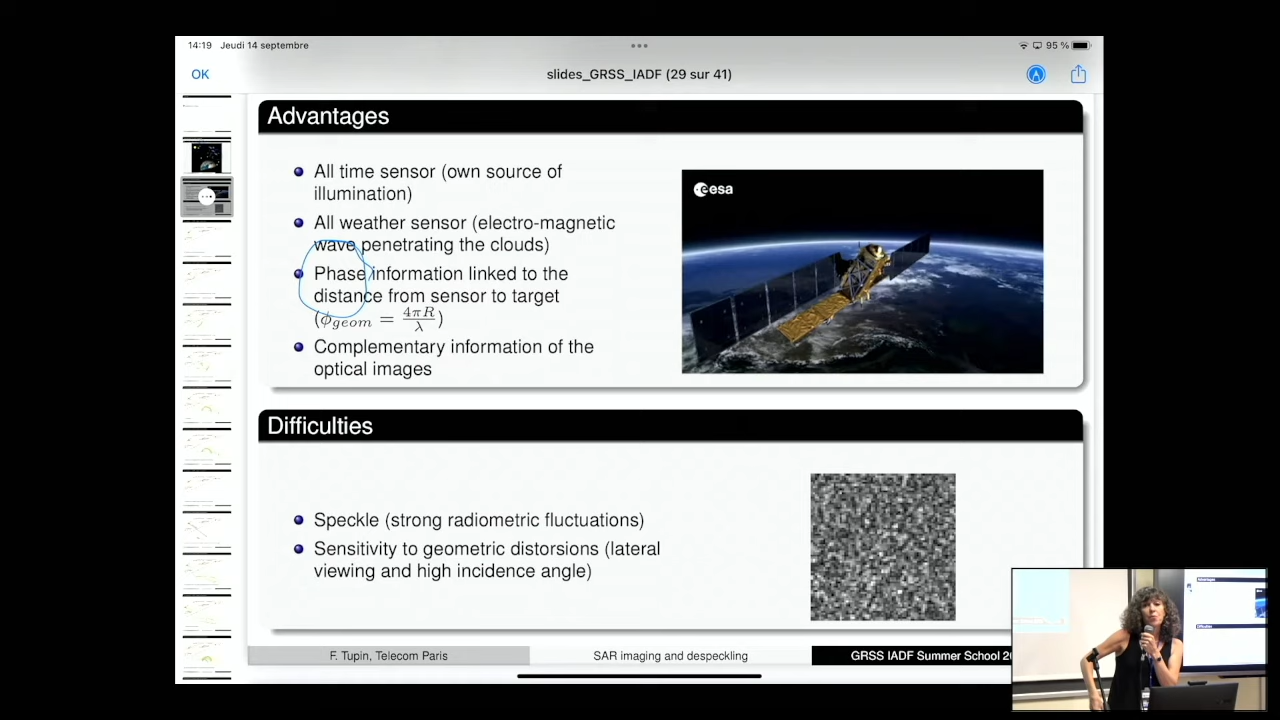 14:19 Jeudi 14 septembre
95 %
OK
slides_GRSS_IADF (29 sur 41)
Advantages
All time sensor (own source of
illumination)
All weather sensor (electro-magnetic
wave penetrating the clouds)
Phase information linked to the
distance from sensor to target
= 4πR/λ)
Complementary information of the
optical images
esa
Difficulties
Speckle (strong radiometric fluctuations)
Sensitivity to geometric distortions (lateral
viewing and high incidence angle)
F. Tupin - Telecom Paris
SAR imaging and despeckling
GRSS IADF Summer School
Advantages
Difficulties